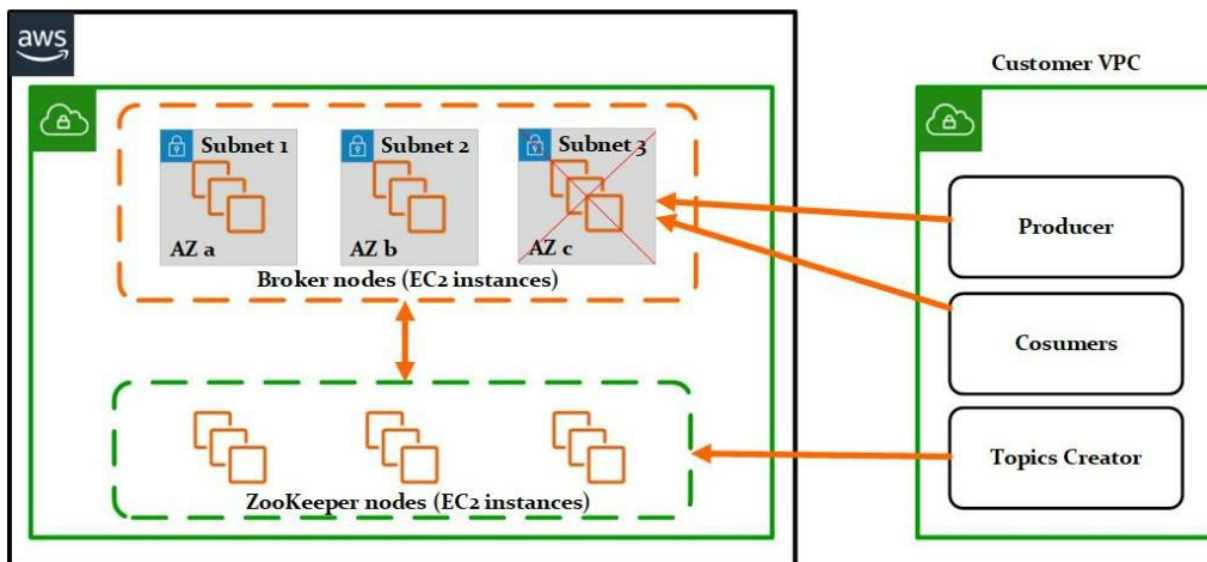 aws
Customer VPC
Subnet 1
Subnet 2
Subnet 3
AZ a
AZ b
AZ c
Broker nodes (EC2 instances)
Producer
Cosumers
Topics Creator
ZooKeeper nodes (EC2 instances)